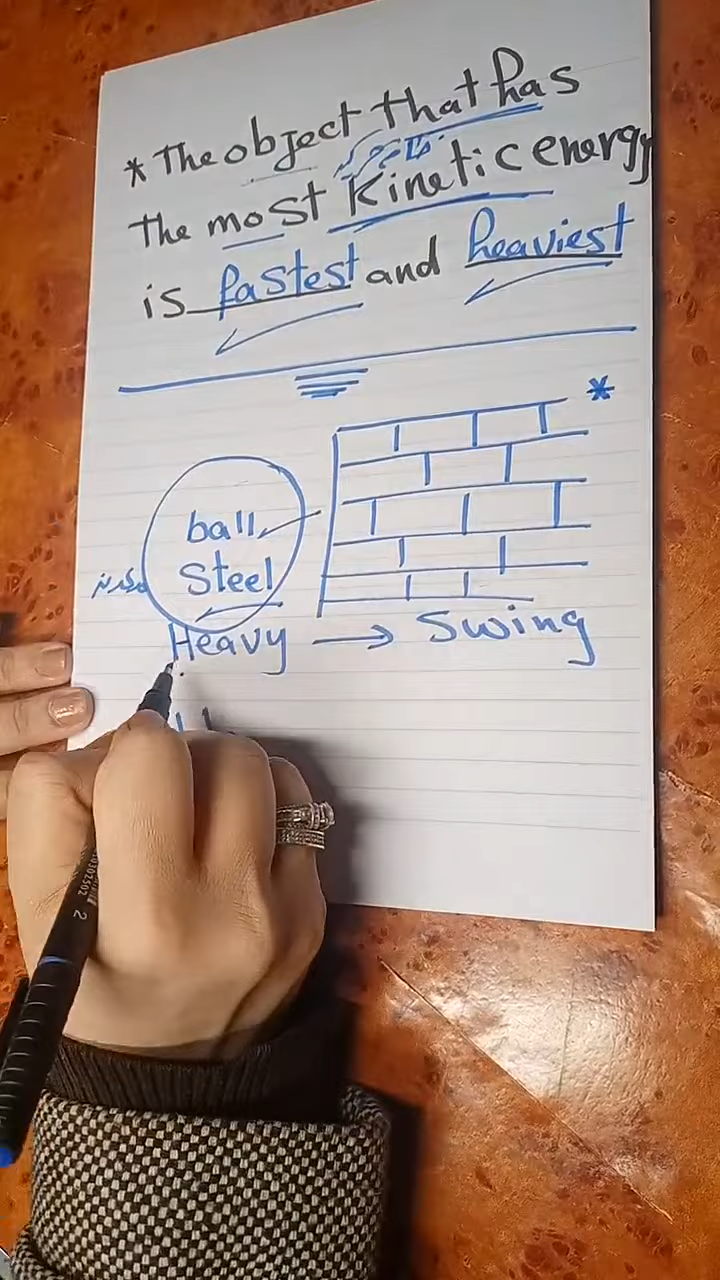 * The object that has
the most Kinetic energy
is fastest and heaviest
*
ball
Steel
Heavy → Swing